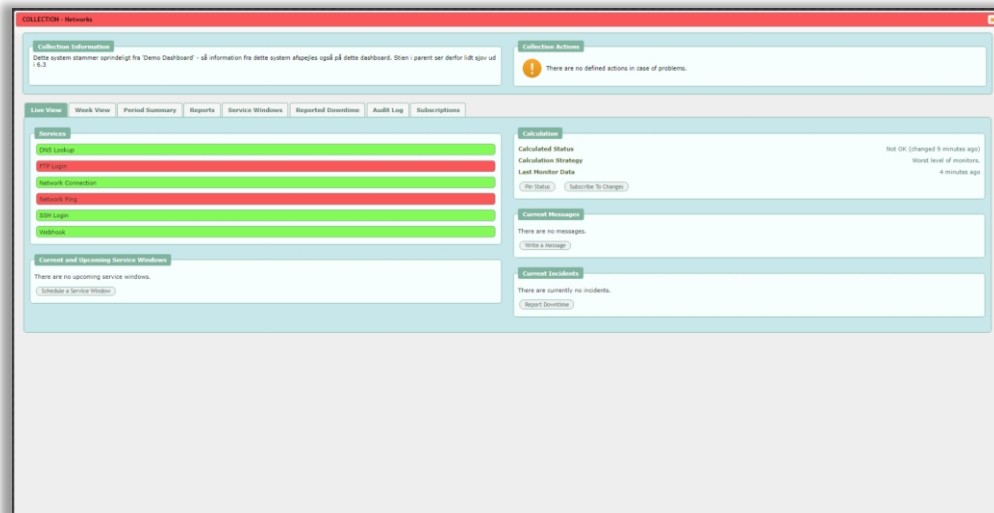 COLLECTION - Networks
Collection Information
Dette system stammer oprindeligt fra 'Demo Dashboard' - så information fra dette system afspejles også på dette dashboard. Stien i parent ser derfor lidt sjov ud
i 6.3
Collection Actions
There are no defined actions in case of problems.
Live View Week View Period Summary Reports Service Windows Reported Downtime Audit Log Subscriptions
Services
DNS Lookup
FTP Login
Network Connection
Network Ping
SSH Login
Webhook
Current and Upcoming Service Windows
There are no upcoming service windows.
Schedule a Service Window
Calculation
Calculated Status Not OK (changed 9 minutes ago)
Calculation Strategy Worst level of monitors.
Last Monitor Data 4 minutes ago
Pin Status Subscribe To Changes
Current Messages
There are no messages.
Write a Message
Current Incidents
There are currently no incidents.
Report Downtime